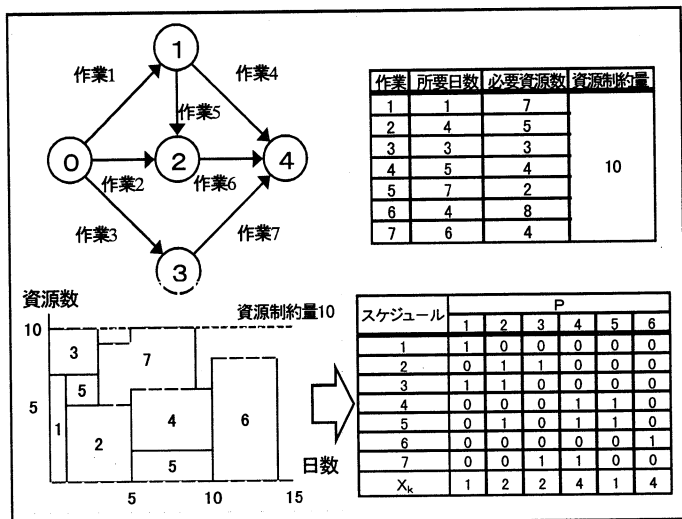 1
作業1
作業4
作業5
0
2
4
作業2
作業6
作業3
作業7
3
作業 所要日数 必要資源数 資源制約量
1 1 7
2 4 5
3 3 3
4 5 4 10
5 7 2
6 4 8
7 6 4
資源数
資源制約量10
10
3
7
5
5
1
2
4
6
5
日数
5 10 15
スケジュール P
1 2 3 4 5 6
1 1 0 0 0 0 0
2 0 1 1 0 0 0
3 1 1 0 0 0 0
4 0 0 0 1 1 0
5 0 1 0 1 1 0
6 0 0 0 0 0 1
7 0 0 1 1 0 0
Xk 1 2 2 4 1 4